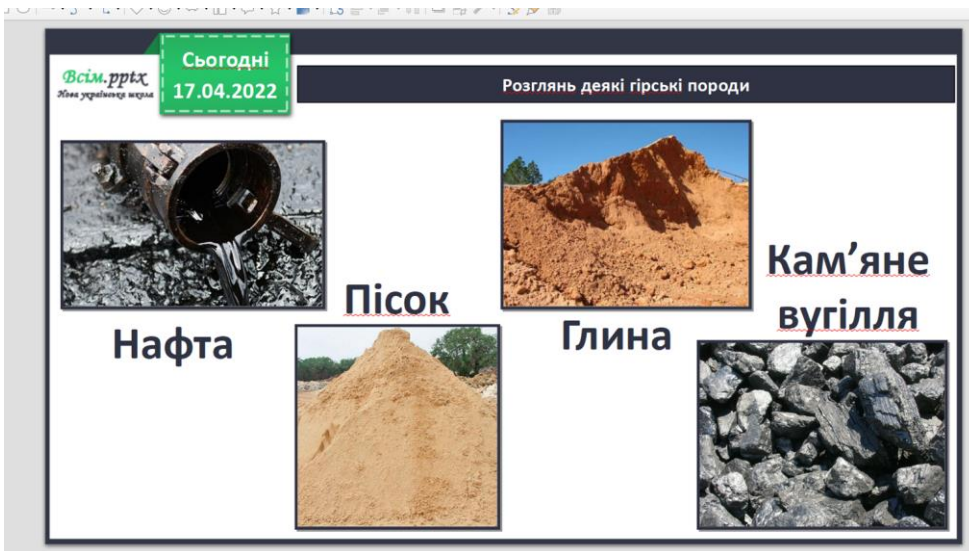 Всім.pptx
Нова українська школа
Сьогодні
17.04.2022
Розглянь деякі гірські породи
Нафта
Пісок
Глина
Кам’яне
вугілля